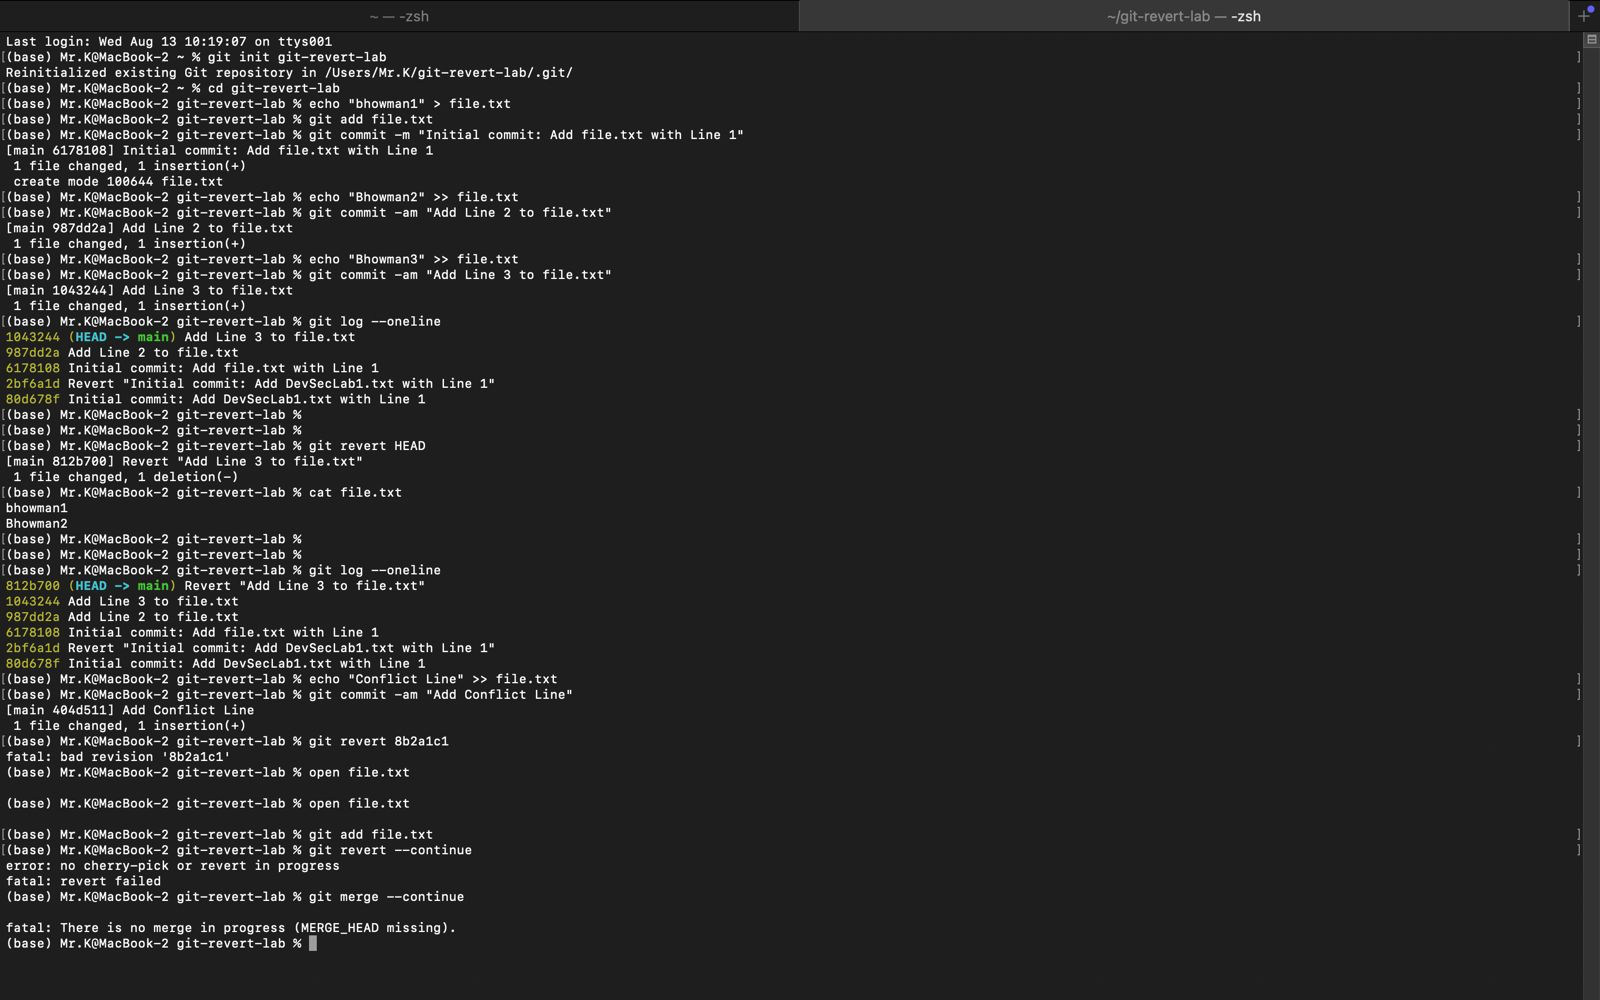 ~ — -zsh
~/git-revert-lab — -zsh
Last login: Wed Aug 13 10:19:07 on ttys001
[(base) Mr.K@MacBook-2 ~ % git init git-revert-lab ]
Reinitialized existing Git repository in /Users/Mr.K/git-revert-lab/.git/
[(base) Mr.K@MacBook-2 ~ % cd git-revert-lab ]
[(base) Mr.K@MacBook-2 git-revert-lab % echo "bhowman1" > file.txt ]
[(base) Mr.K@MacBook-2 git-revert-lab % git add file.txt ]
[(base) Mr.K@MacBook-2 git-revert-lab % git commit -m "Initial commit: Add file.txt with Line 1" ]
[main 6178108] Initial commit: Add file.txt with Line 1
 1 file changed, 1 insertion(+)
 create mode 100644 file.txt
[(base) Mr.K@MacBook-2 git-revert-lab % echo "Bhowman2" >> file.txt ]
[(base) Mr.K@MacBook-2 git-revert-lab % git commit -am "Add Line 2 to file.txt" ]
[main 987dd2a] Add Line 2 to file.txt
 1 file changed, 1 insertion(+)
[(base) Mr.K@MacBook-2 git-revert-lab % echo "Bhowman3" >> file.txt ]
[(base) Mr.K@MacBook-2 git-revert-lab % git commit -am "Add Line 3 to file.txt" ]
[main 1043244] Add Line 3 to file.txt
 1 file changed, 1 insertion(+)
[(base) Mr.K@MacBook-2 git-revert-lab % git log --oneline ]
1043244 (HEAD -> main) Add Line 3 to file.txt
987dd2a Add Line 2 to file.txt
6178108 Initial commit: Add file.txt with Line 1
2bf6a1d Revert "Initial commit: Add DevSecLab1.txt with Line 1"
80d678f Initial commit: Add DevSecLab1.txt with Line 1
[(base) Mr.K@MacBook-2 git-revert-lab % ]
[(base) Mr.K@MacBook-2 git-revert-lab % ]
[(base) Mr.K@MacBook-2 git-revert-lab % git revert HEAD ]
[main 812b700] Revert "Add Line 3 to file.txt"
 1 file changed, 1 deletion(-)
[(base) Mr.K@MacBook-2 git-revert-lab % cat file.txt ]
bhowman1
Bhowman2
[(base) Mr.K@MacBook-2 git-revert-lab % ]
[(base) Mr.K@MacBook-2 git-revert-lab % ]
[(base) Mr.K@MacBook-2 git-revert-lab % git log --oneline ]
812b700 (HEAD -> main) Revert "Add Line 3 to file.txt"
1043244 Add Line 3 to file.txt
987dd2a Add Line 2 to file.txt
6178108 Initial commit: Add file.txt with Line 1
2bf6a1d Revert "Initial commit: Add DevSecLab1.txt with Line 1"
80d678f Initial commit: Add DevSecLab1.txt with Line 1
[(base) Mr.K@MacBook-2 git-revert-lab % echo "Conflict Line" >> file.txt ]
[(base) Mr.K@MacBook-2 git-revert-lab % git commit -am "Add Conflict Line" ]
[main 404d511] Add Conflict Line
 1 file changed, 1 insertion(+)
[(base) Mr.K@MacBook-2 git-revert-lab % git revert 8b2a1c1 ]
fatal: bad revision '8b2a1c1'
(base) Mr.K@MacBook-2 git-revert-lab % open file.txt
(base) Mr.K@MacBook-2 git-revert-lab % open file.txt
[(base) Mr.K@MacBook-2 git-revert-lab % git add file.txt ]
[(base) Mr.K@MacBook-2 git-revert-lab % git revert --continue ]
error: no cherry-pick or revert in progress
fatal: revert failed
(base) Mr.K@MacBook-2 git-revert-lab % git merge --continue
fatal: There is no merge in progress (MERGE_HEAD missing).
(base) Mr.K@MacBook-2 git-revert-lab %